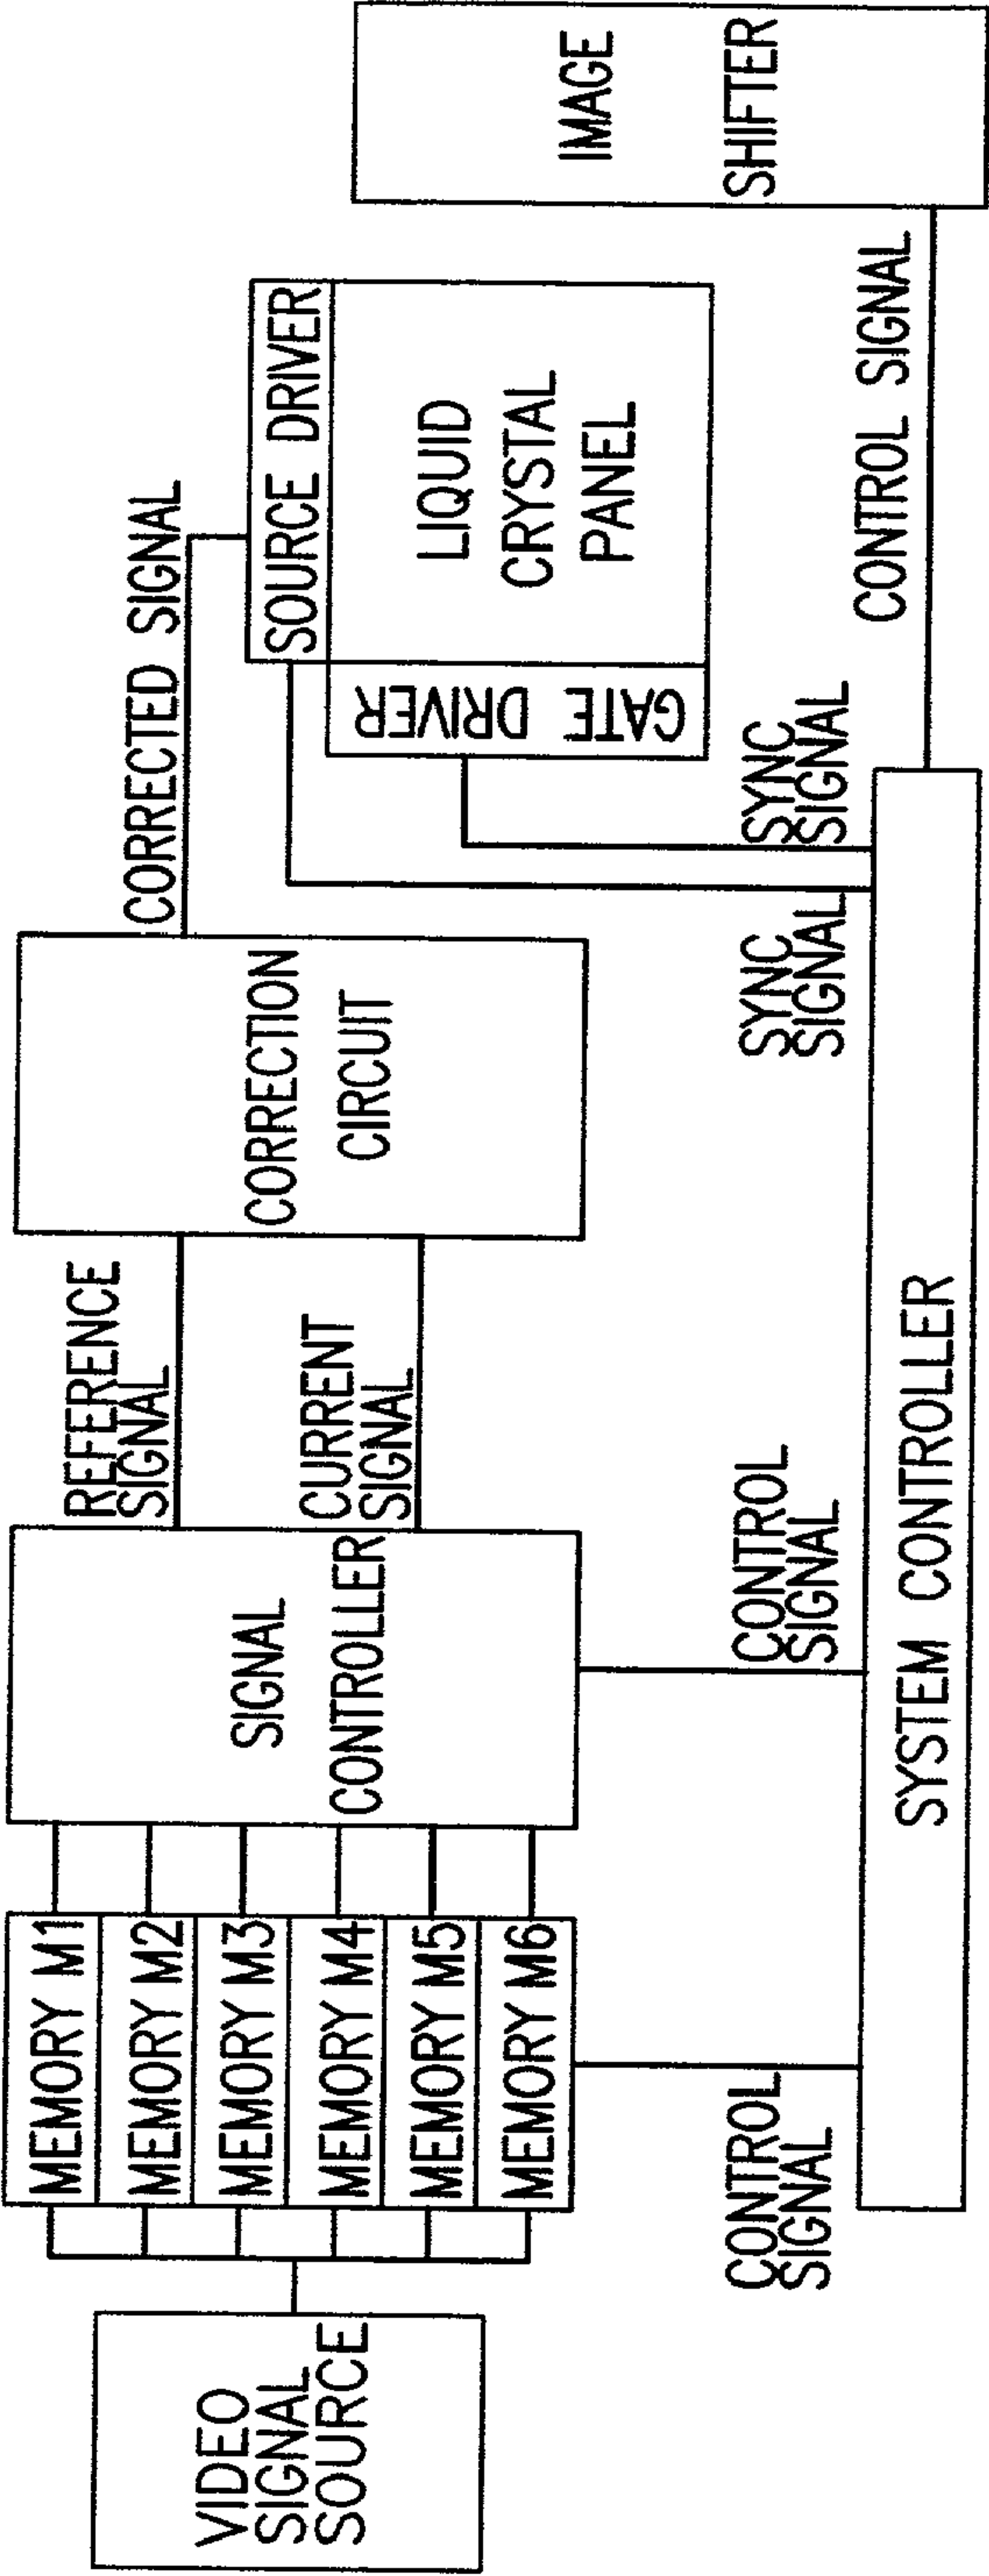 VIDEO
SIGNAL
SOURCE
MEMORY M1
MEMORY M2
MEMORY M3
MEMORY M4
MEMORY M5
MEMORY M6
SIGNAL
CONTROLLER
REFERENCE
SIGNAL
CURRENT
SIGNAL
CORRECTION
CIRCUIT
CORRECTED SIGNAL
SOURCE DRIVER
GATE DRIVER
LIQUID
CRYSTAL
PANEL
IMAGE
SHIFTER
CONTROL
SIGNAL
CONTROL
SIGNAL
SYNC
SIGNAL
SYNC
SIGNAL
CONTROL SIGNAL
SYSTEM CONTROLLER